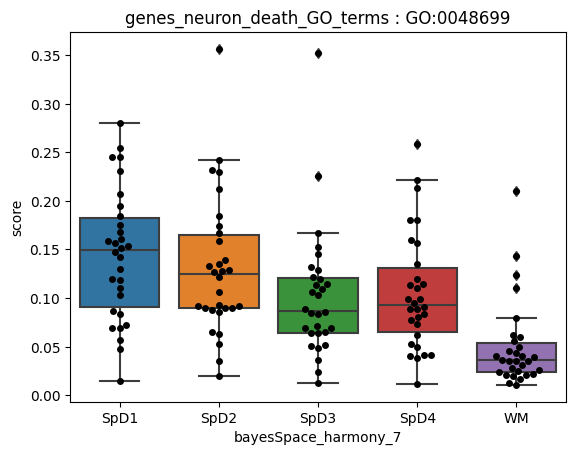 genes_neuron_death_GO_terms : GO:0048699
score
0.35
0.30
0.25
0.20
0.15
0.10
0.05
0.00
SpD1 SpD2 SpD3 SpD4 WM
bayesSpace_harmony_7